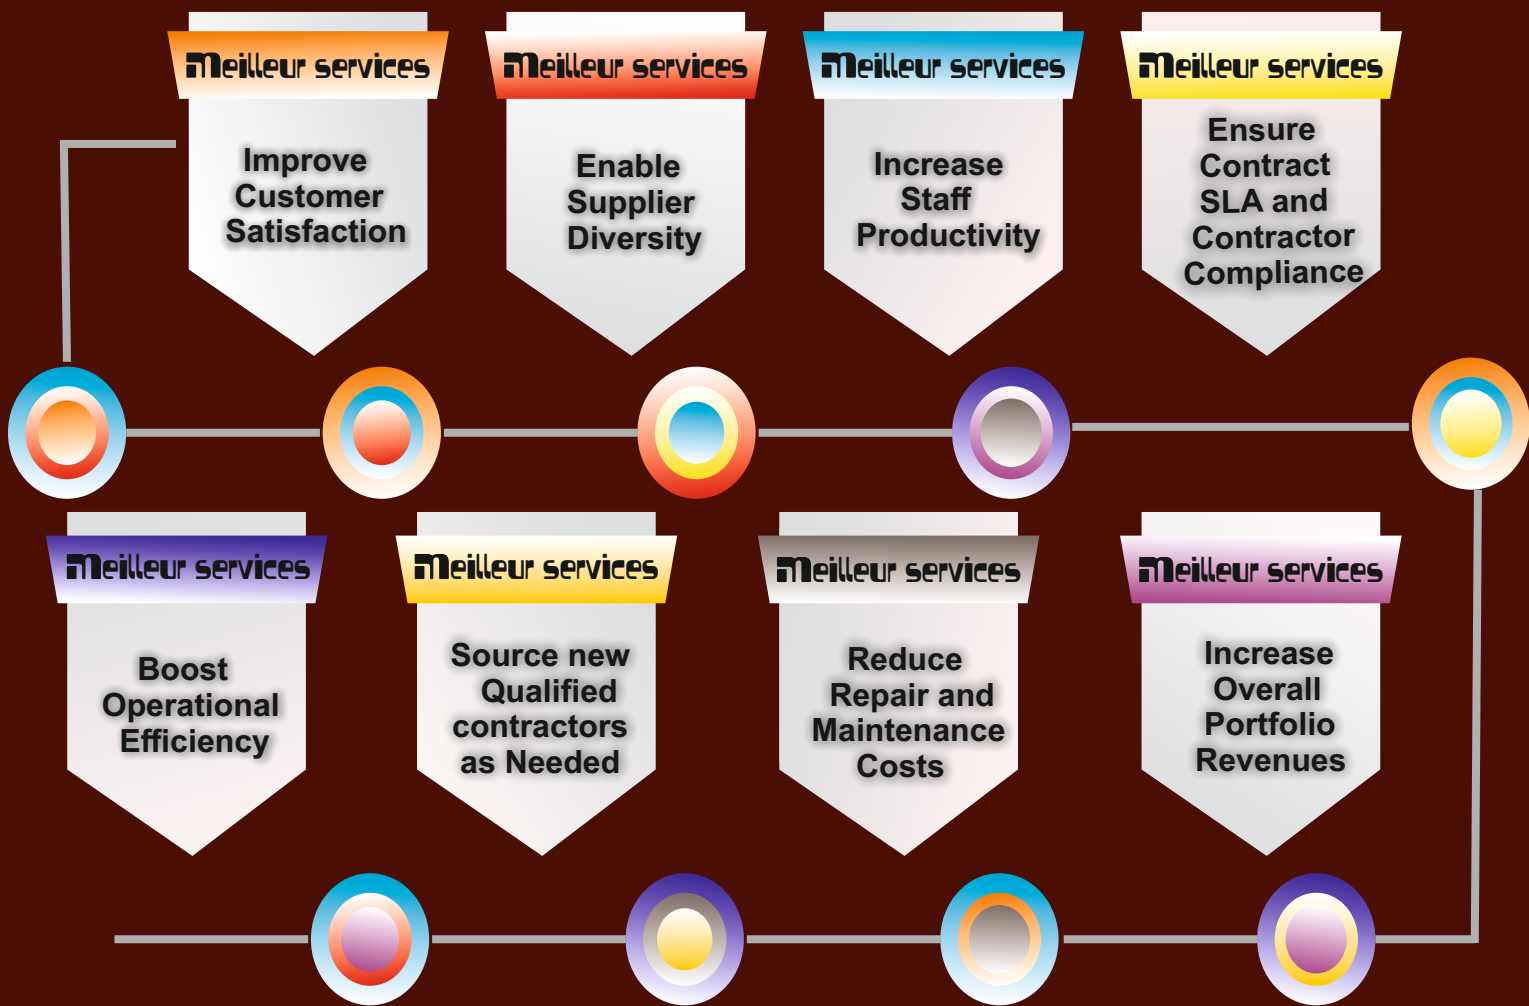 Meilleur services
Improve
Customer
Satisfaction
Meilleur services
Enable
Supplier
Diversity
Meilleur services
Increase
Staff
Productivity
Meilleur services
Ensure
Contract
SLA and
Contractor
Compliance
Meilleur services
Boost
Operational
Efficiency
Meilleur services
Source new
Qualified
contractors
as Needed
Meilleur services
Reduce
Repair and
Maintenance
Costs
Meilleur services
Increase
Overall
Portfolio
Revenues